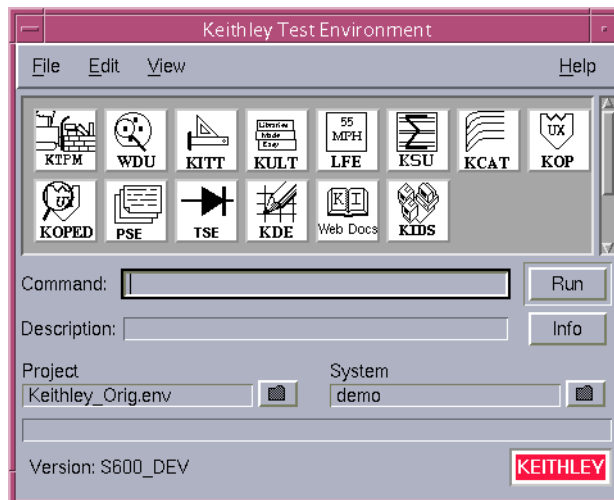 Keithley Test Environment
File Edit View Help
KTPM WDU KITT Libraries Made Easy KULT 55 MPH LFE KSU KCAT UX KOP
UX KOPED PSE TSE KDE K I Web Docs KIDS
Command: Run
Description: Info
Project System
Keithley_Orig.env demo
Version: S600_DEV KEITHLEY